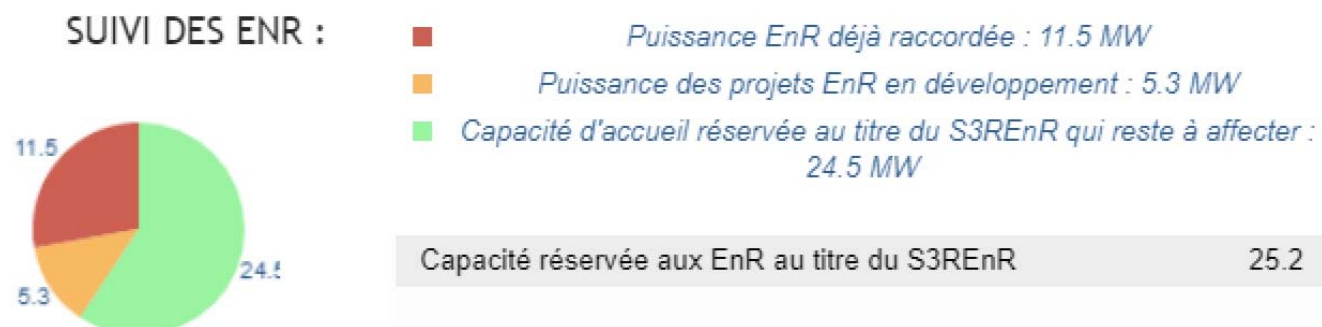 SUIVI DES ENR :
Puissance EnR déjà raccordée : 11.5 MW
Puissance des projets EnR en développement : 5.3 MW
Capacité d'accueil réservée au titre du S3REnR qui reste à affecter :
24.5 MW
11.5
5.3
24.5
Capacité réservée aux EnR au titre du S3REnR 25.2